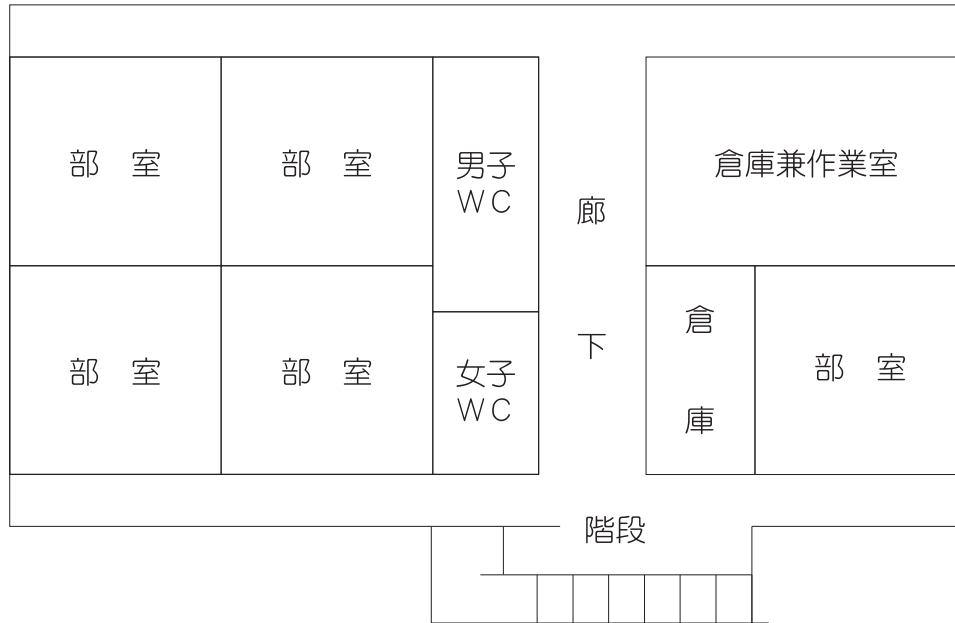 部　室
部　室
男子
ＷＣ
廊
下
倉庫兼作業室
部　室
部　室
女子
ＷＣ
倉
庫
部　室
階段